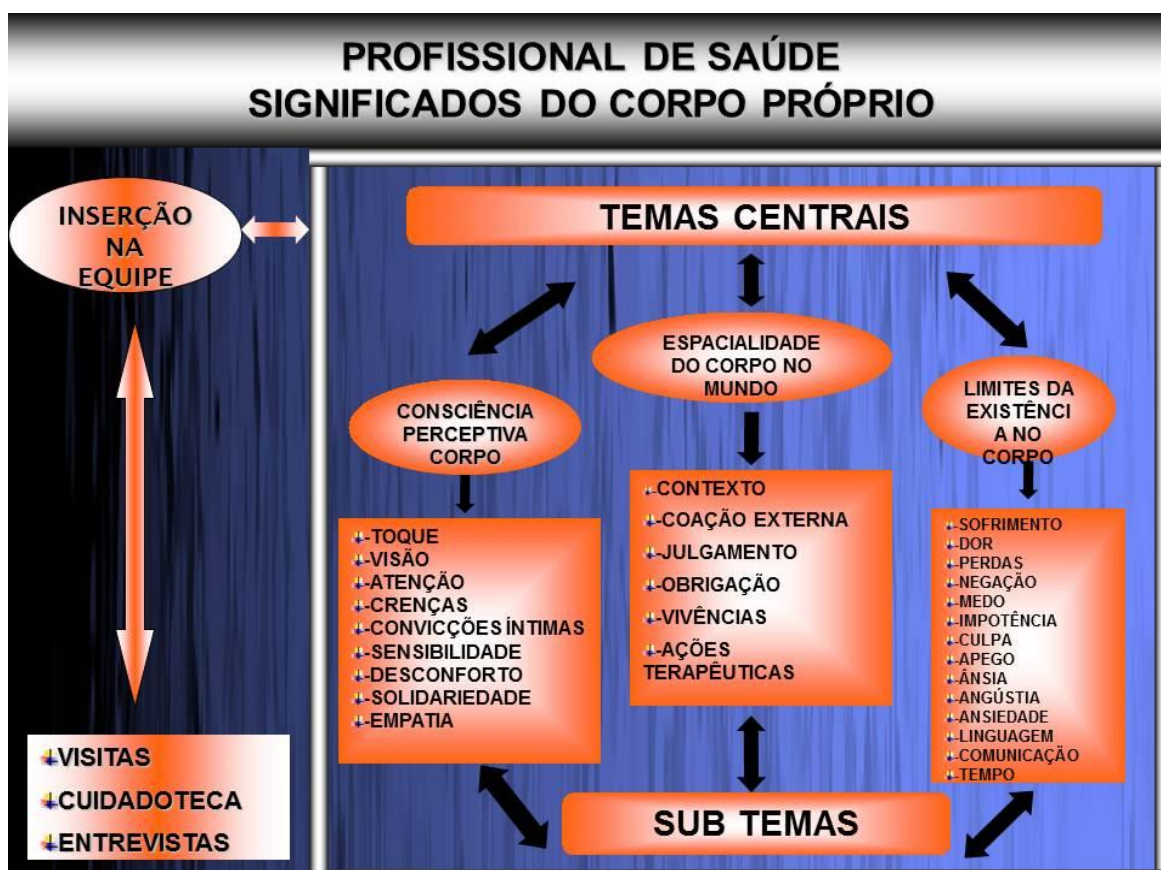 PROFISSIONAL DE SAÚDE
SIGNIFICADOS DO CORPO PRÓPRIO
INSERÇÃO
NA
EQUIPE
VISITAS
CUIDADOTECA
ENTREVISTAS
TEMAS CENTRAIS
CONSCIÊNCIA
PERCEPTIVA
CORPO
-TOQUE
-VISÃO
-ATENÇÃO
-CRENÇAS
-CONVICÇÕES ÍNTIMAS
-SENSIBILIDADE
-DESCONFORTO
-SOLIDARIEDADE
-EMPATIA
ESPACIALIDADE
DO CORPO NO
MUNDO
-CONTEXTO
-COAÇÃO EXTERNA
-JULGAMENTO
-OBRIGAÇÃO
-VIVÊNCIAS
-AÇÕES
TERAPÊUTICAS
LIMITES DA
EXISTÊNCI
A NO
CORPO
-SOFRIMENTO
-DOR
-PERDAS
-NEGAÇÃO
-MEDO
-IMPOTÊNCIA
-CULPA
-APEGO
-ÂNSIA
-ANGÚSTIA
-ANSIEDADE
-LINGUAGEM
-COMUNICAÇÃO
-TEMPO
SUB TEMAS